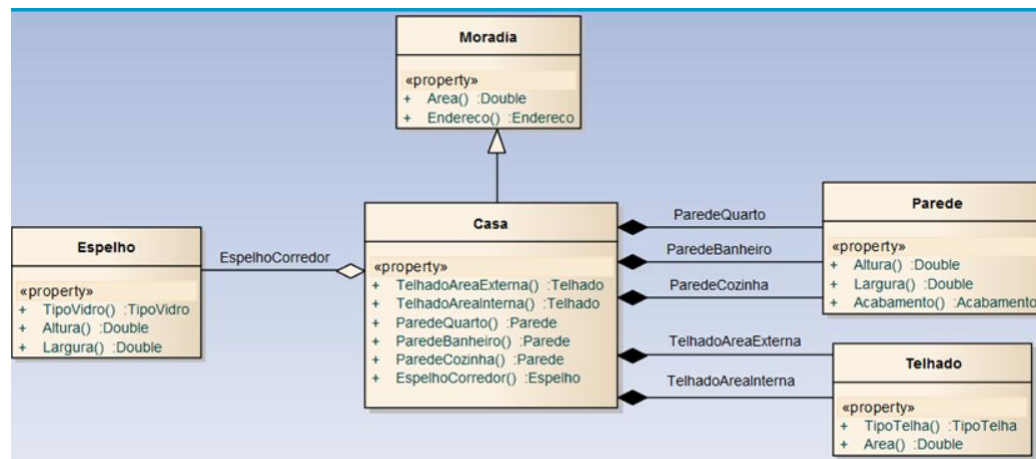 Moradia
«property»
+ Area() :Double
+ Endereco() :Endereco
Espelho
«property»
+ TipoVidro() :TipoVidro
+ Altura() :Double
+ Largura() :Double
EspelhoCorredor
Casa
«property»
+ TelhadoAreaExterna() :Telhado
+ TelhadoAreaInterna() :Telhado
+ ParedeQuarto() :Parede
+ ParedeBanheiro() :Parede
+ ParedeCozinha() :Parede
+ EspelhoCorredor() :Espelho
ParedeQuarto
ParedeBanheiro
ParedeCozinha
TelhadoAreaExterna
TelhadoAreaInterna
Parede
«property»
+ Altura() :Double
+ Largura() :Double
+ Acabamento() :Acabamento
Telhado
«property»
+ TipoTelha() :TipoTelha
+ Area() :Double